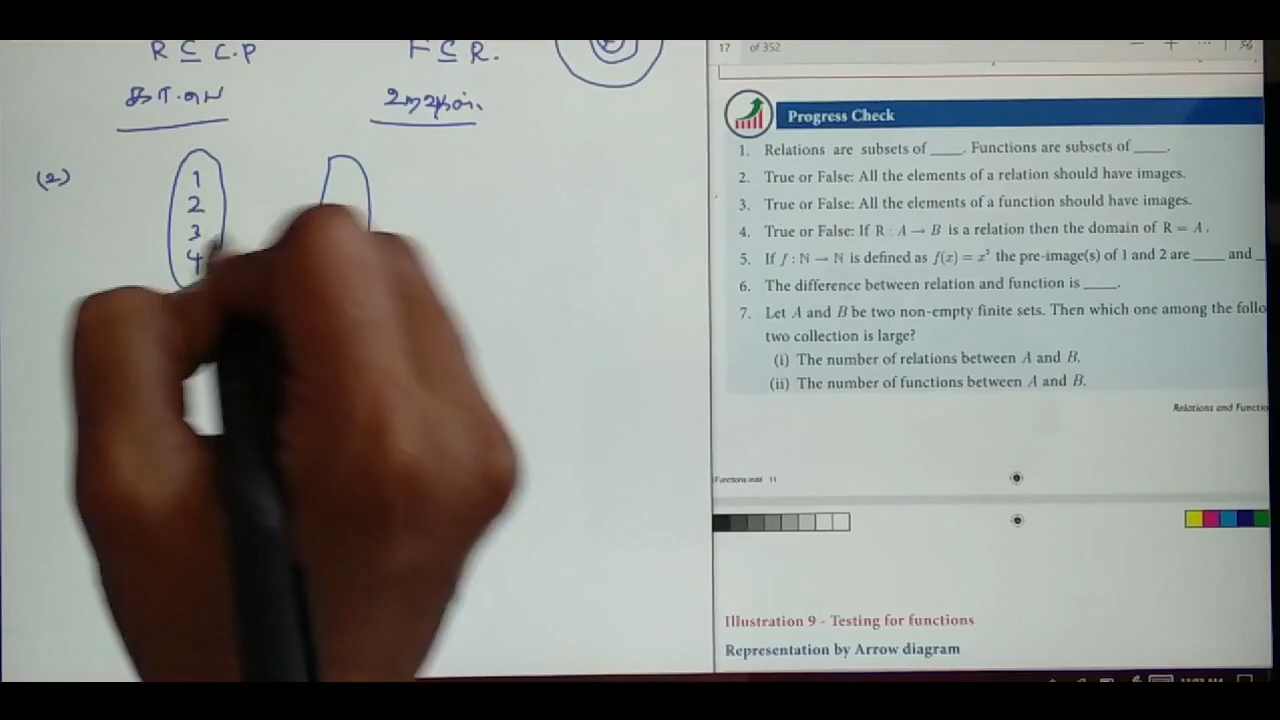 R ⊆ C.P
F ⊆ R.
கா.பெ
உறவுகள்.
(2)
1
2
3
4
17 of 352
Progress Check
1. Relations are subsets of ____. Functions are subsets of ____.
2. True or False: All the elements of a relation should have images.
3. True or False: All the elements of a function should have images.
4. True or False: If R : A → B is a relation then the domain of R = A.
5. If f : ℕ → ℕ is defined as f(x) = x² the pre-image(s) of 1 and 2 are ____ and _
6. The difference between relation and function is ____.
7. Let A and B be two non-empty finite sets. Then which one among the follo
two collection is large?
(i) The number of relations between A and B.
(ii) The number of functions between A and B.
Relations and Functio
Functions.indd 11
Illustration 9 - Testing for functions
Representation by Arrow diagram